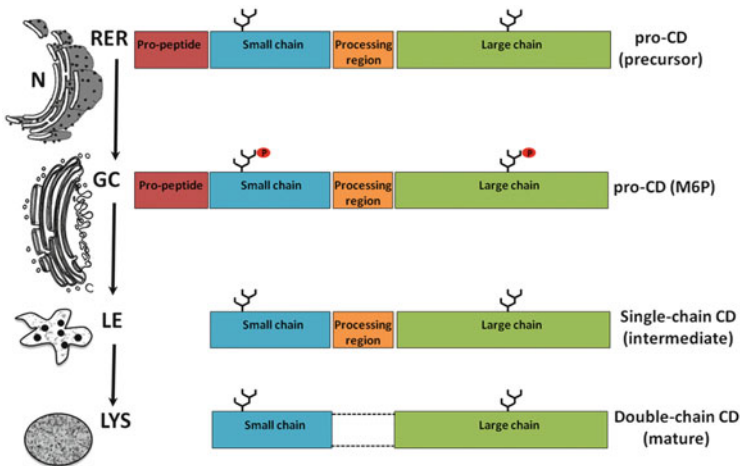 RER
N
Pro-peptide
Small chain
Processing
region
Large chain
pro-CD
(precursor)
GC
P
P
Pro-peptide
Small chain
Processing
region
Large chain
pro-CD (M6P)
C
LE
Small chain
Processing
region
Large chain
Single-chain CD
(intermediate)
LYS
Small chain
Large chain
Double-chain CD
(mature)